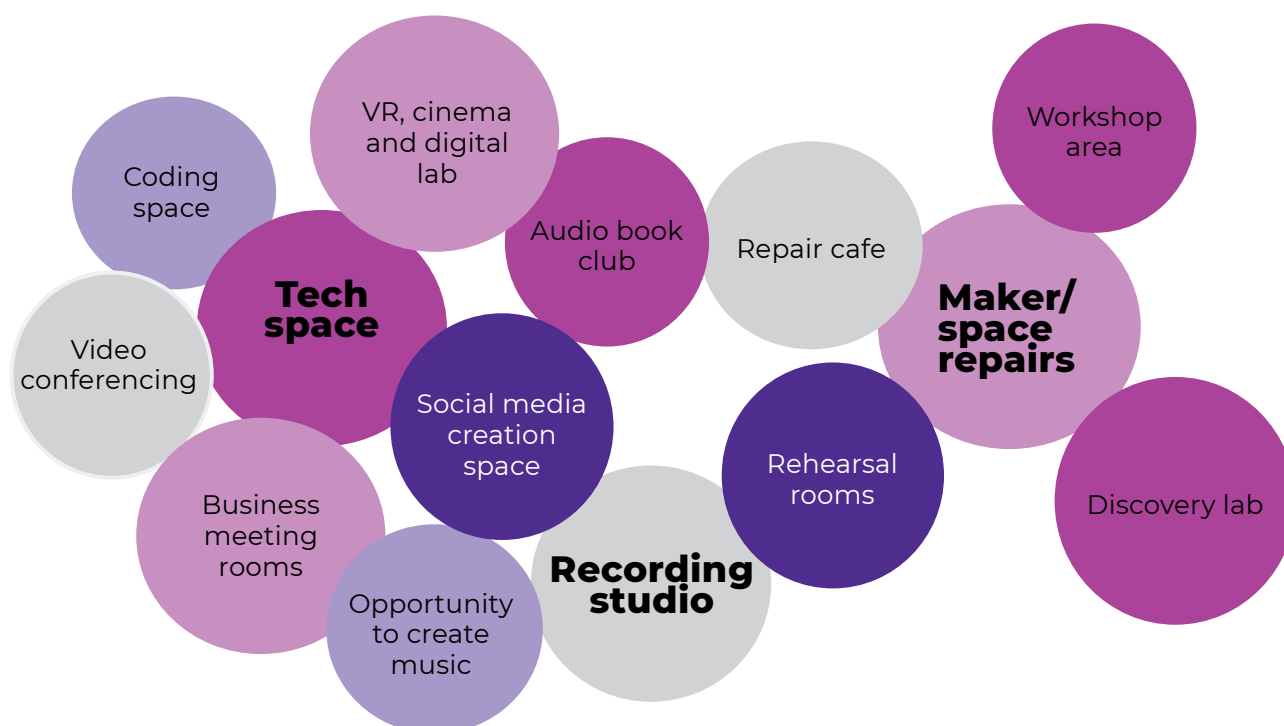 VR, cinema
and digital
lab
Workshop
area
Coding
space
Audio book
club
Repair cafe
Tech
space
Maker/
space
repairs
Video
conferencing
Social media
creation
space
Rehearsal
rooms
Discovery lab
Business
meeting
rooms
Recording
studio
Opportunity
to create
music